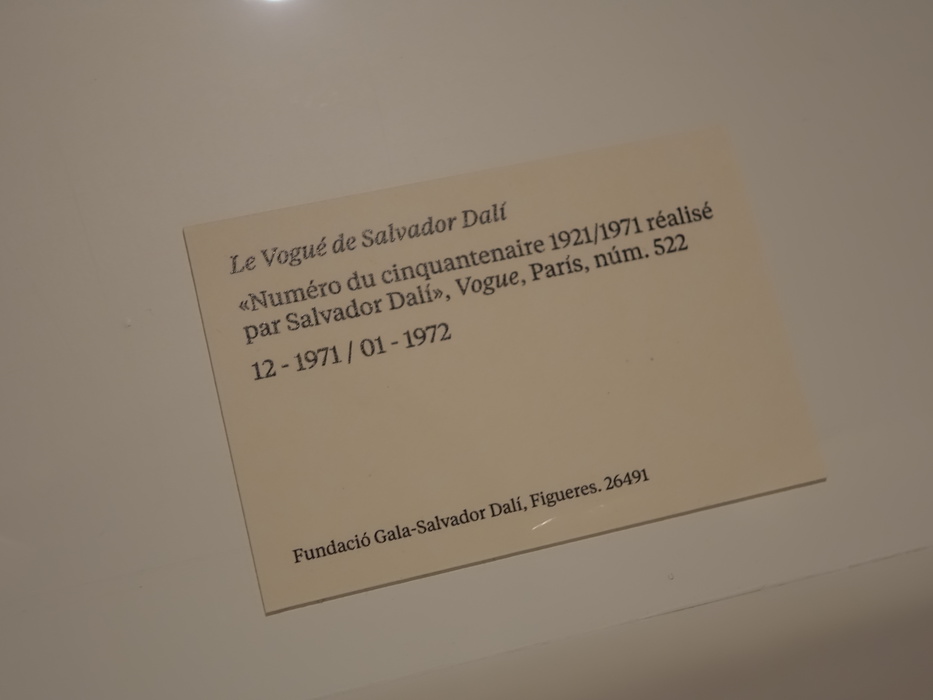 Le Vogué de Salvador Dalí
«Numéro du cinquantenaire 1921/1971 réalisé
par Salvador Dalí», Vogue, París, núm. 522
12 - 1971 / 01 - 1972
Fundació Gala-Salvador Dalí, Figueres. 26491